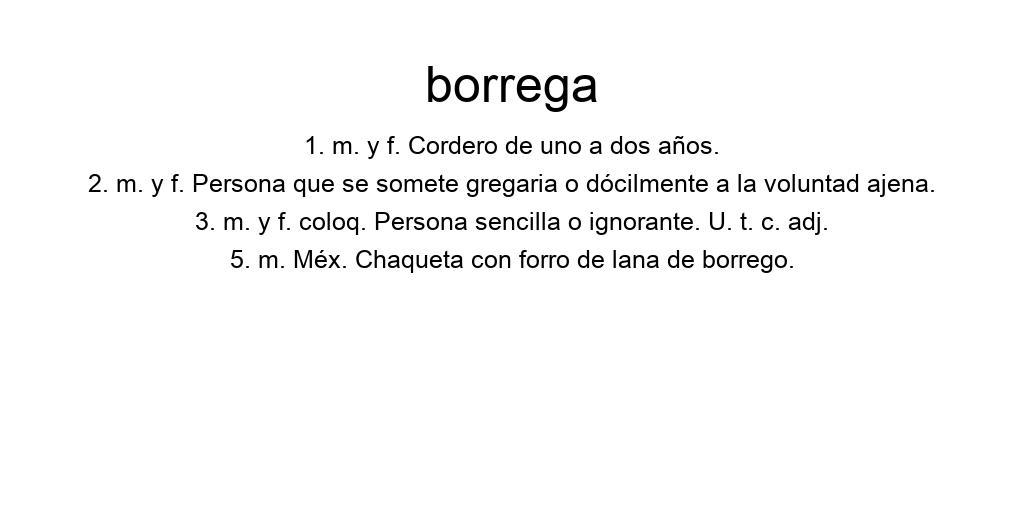 borrega
1. m. y f. Cordero de uno a dos años.
2. m. y f. Persona que se somete gregaria o dócilmente a la voluntad ajena.
3. m. y f. coloq. Persona sencilla o ignorante. U. t. c. adj.
5. m. Méx. Chaqueta con forro de lana de borrego.